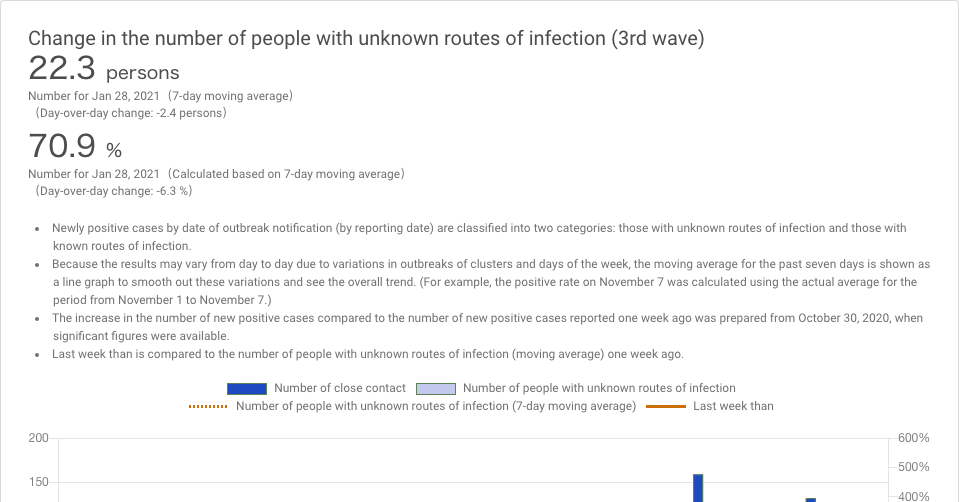 Change in the number of people with unknown routes of infection (3rd wave)
22.3 persons
Number for Jan 28, 2021（7-day moving average）
（Day-over-day change: -2.4 persons）
70.9 %
Number for Jan 28, 2021（Calculated based on 7-day moving average）
（Day-over-day change: -6.3 %）
• Newly positive cases by date of outbreak notification (by reporting date) are classified into two categories: those with unknown routes of infection and those with
known routes of infection.
• Because the results may vary from day to day due to variations in outbreaks of clusters and days of the week, the moving average for the past seven days is shown as
a line graph to smooth out these variations and see the overall trend. (For example, the positive rate on November 7 was calculated using the actual average for the
period from November 1 to November 7.)
• The increase in the number of new positive cases compared to the number of new positive cases reported one week ago was prepared from October 30, 2020, when
significant figures were available.
• Last week than is compared to the number of people with unknown routes of infection (moving average) one week ago.
Number of close contact Number of people with unknown routes of infection
Number of people with unknown routes of infection (7-day moving average) Last week than
200 600%
500%
150
400%